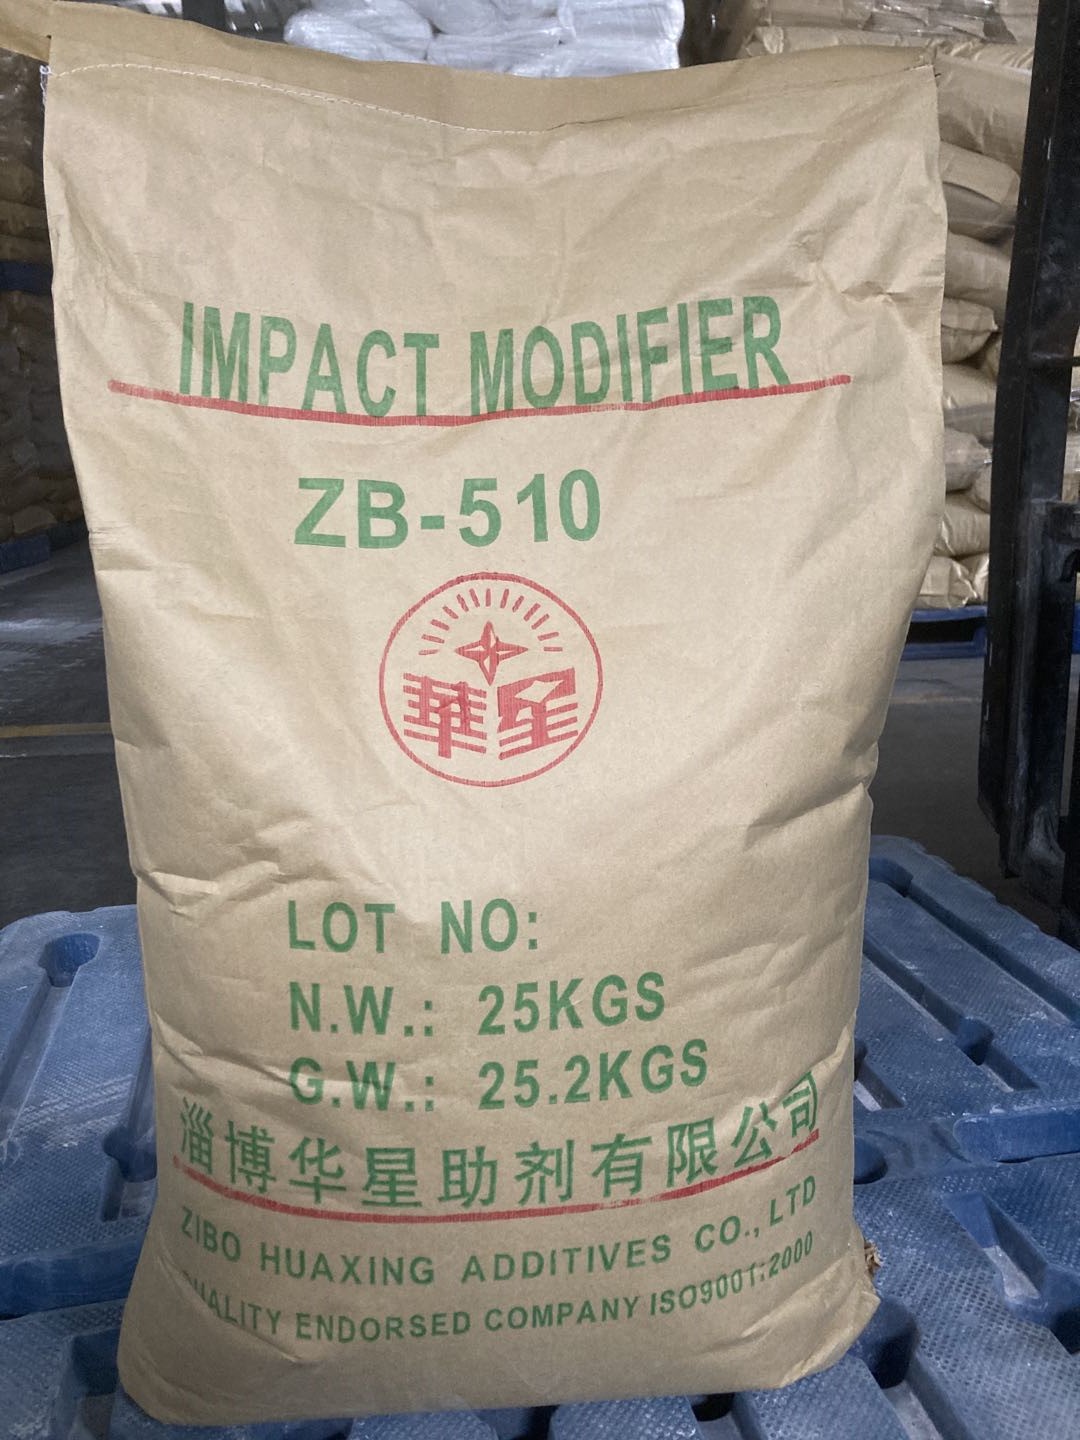 IMPACT MODIFIER
ZB-510
華星
LOT NO:
N.W.: 25KGS
G.W.: 25.2KGS
淄博华星助剂有限公司
ZIBO HUAXING ADDITIVES CO., LTD
QUALITY ENDORSED COMPANY ISO9001:2000